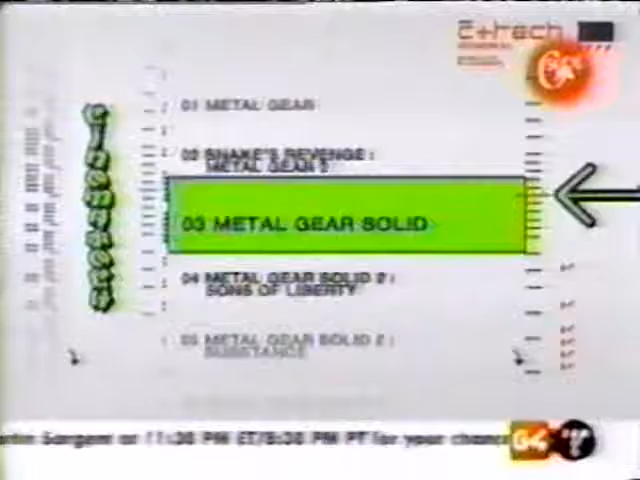 01 METAL GEAR
02 SNAKE'S REVENGE:
METAL GEAR 2
03 METAL GEAR SOLID
04 METAL GEAR SOLID 2:
SONS OF LIBERTY
05 METAL GEAR SOLID 2:
SUBSTANCE
Sargent at 11:30 PM ET/8:30 PM PT for your chance
G4